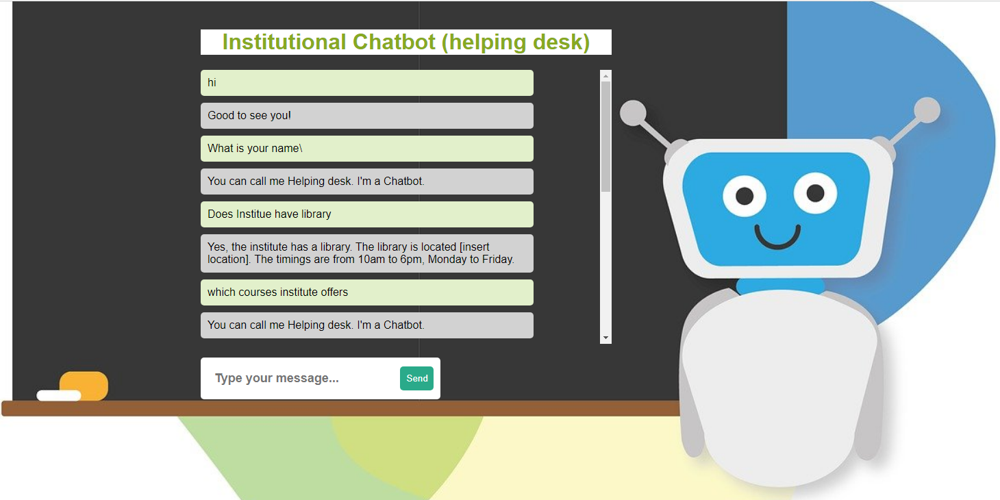 Institutional Chatbot (helping desk)
hi
Good to see you!
What is your name\
You can call me Helping desk. I'm a Chatbot.
Does Institue have library
Yes, the institute has a library. The library is located [insert
location]. The timings are from 10am to 6pm, Monday to Friday.
which courses institute offers
You can call me Helping desk. I'm a Chatbot.
Type your message...
Send